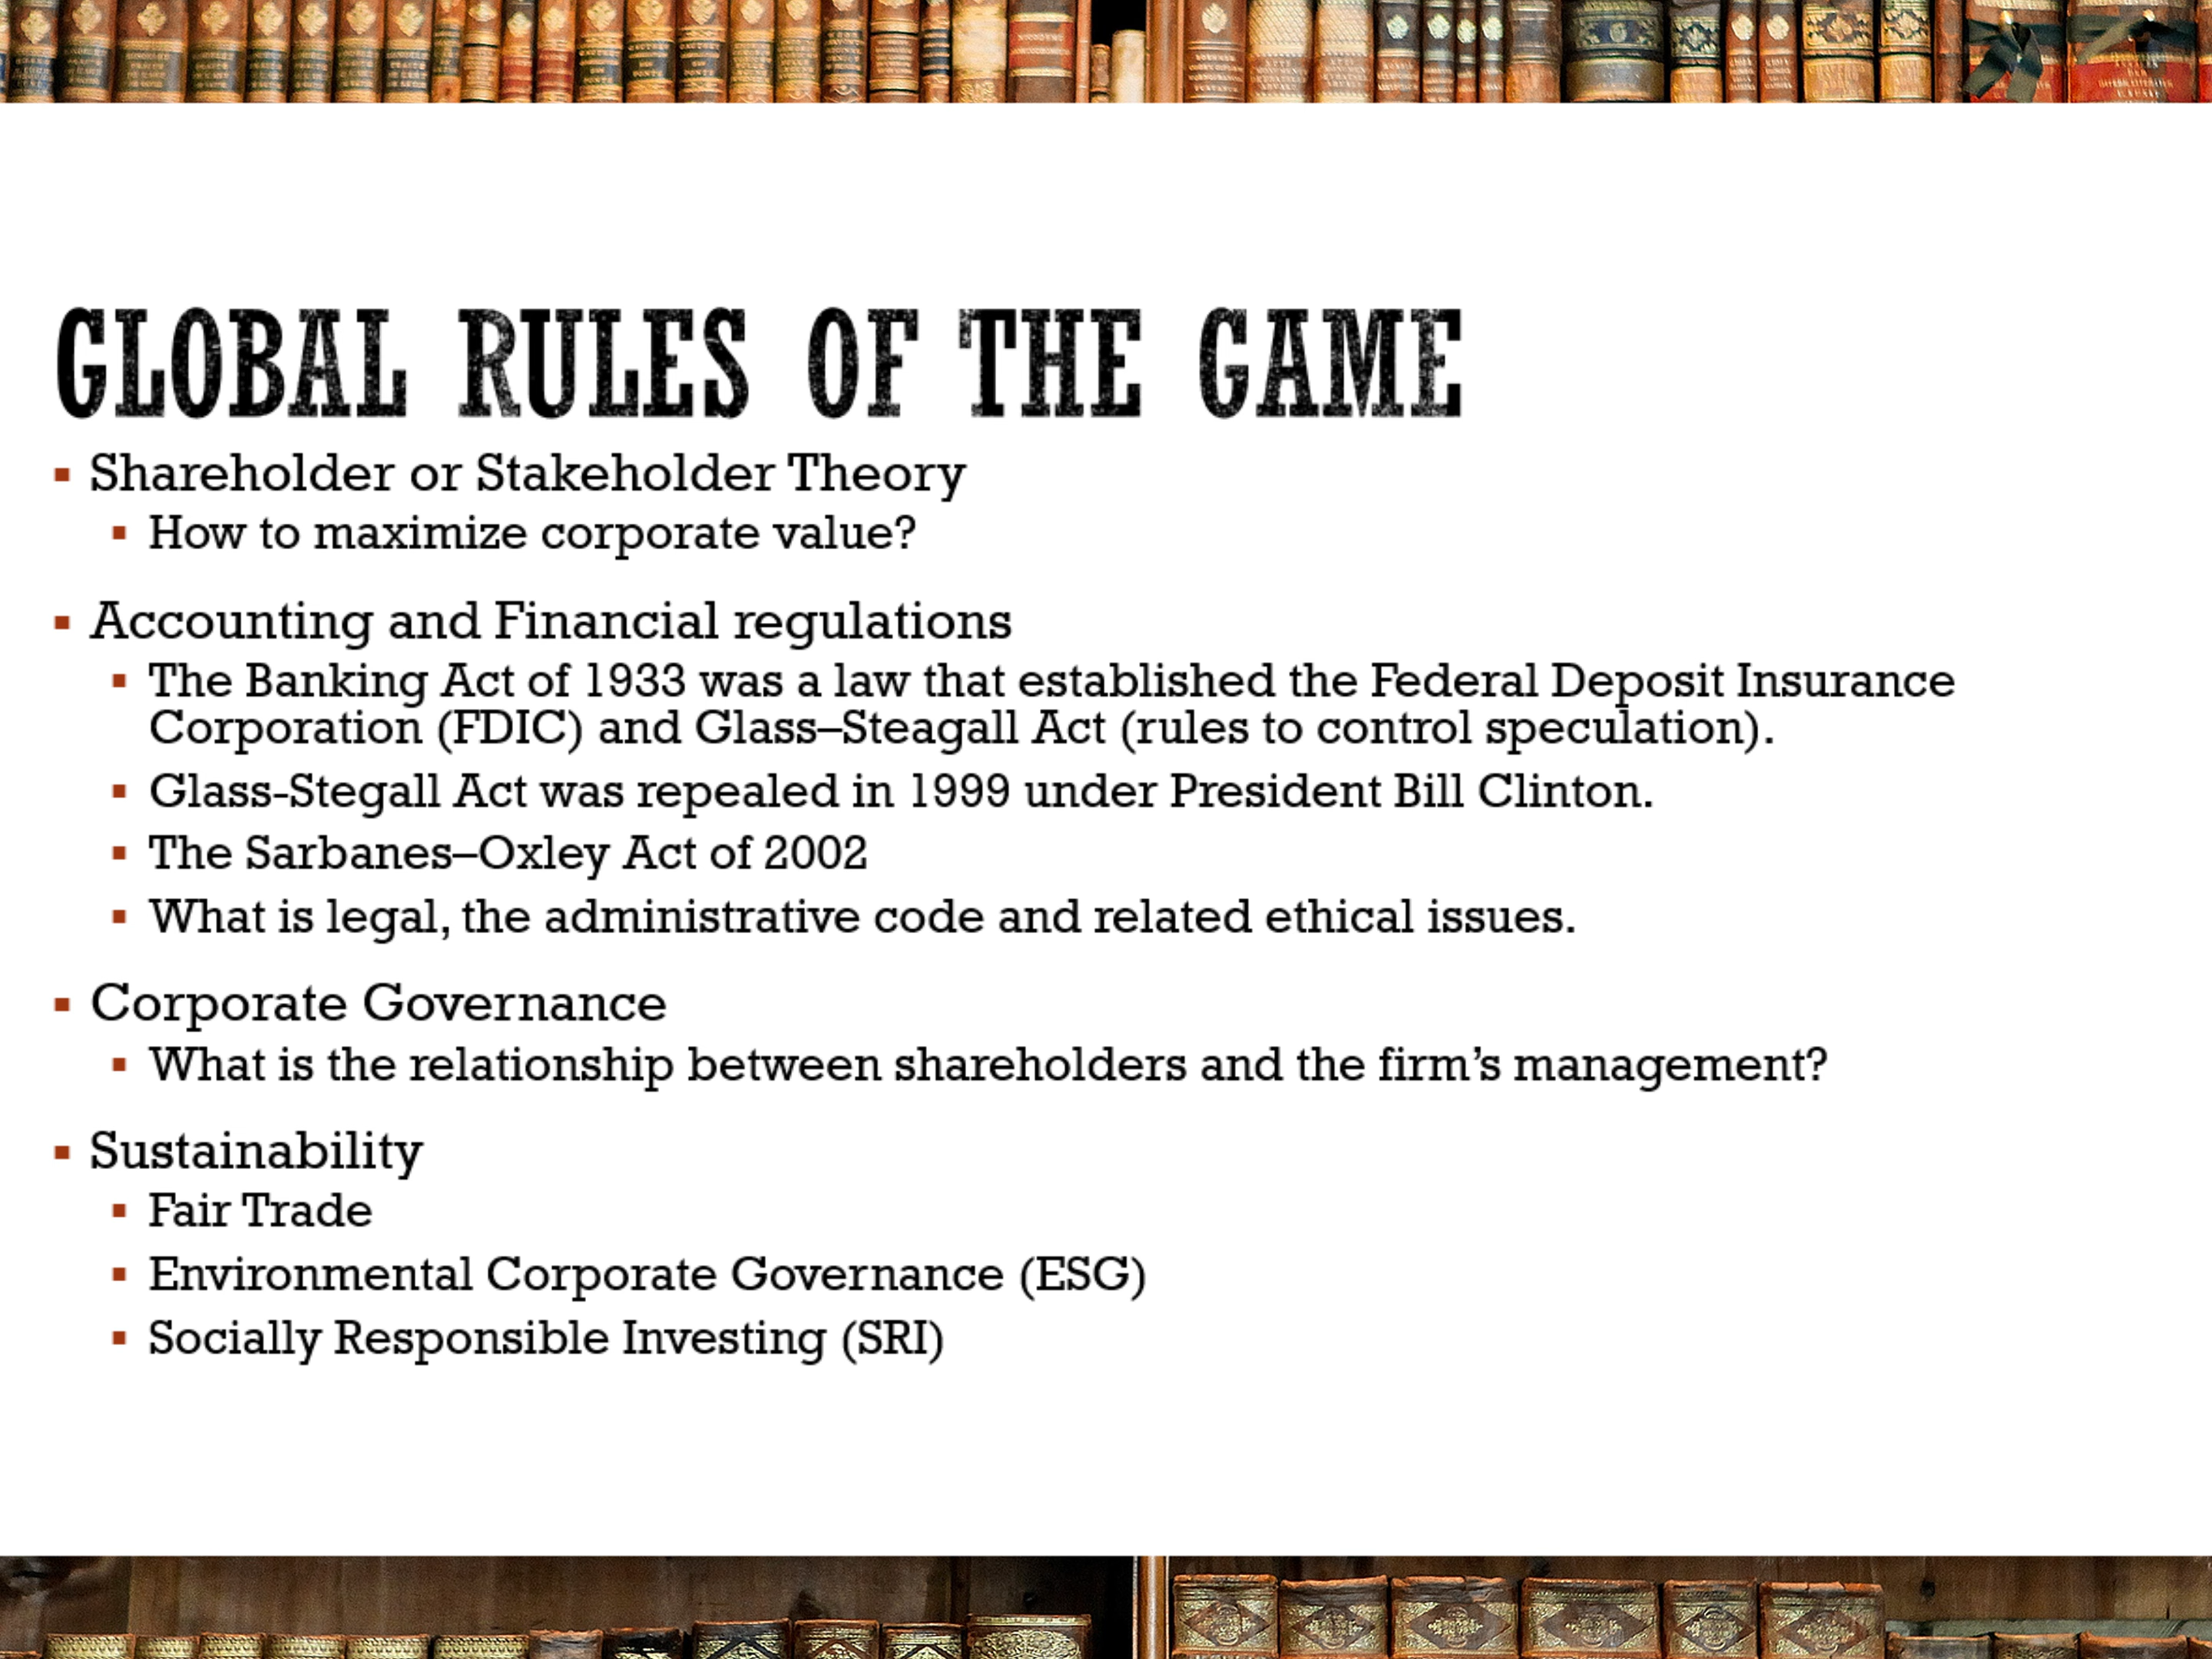 GLOBAL RULES OF THE GAME
Shareholder or Stakeholder Theory
How to maximize corporate value?
Accounting and Financial regulations
The Banking Act of 1933 was a law that established the Federal Deposit Insurance
Corporation (FDIC) and Glass–Steagall Act (rules to control speculation).
Glass-Stegall Act was repealed in 1999 under President Bill Clinton.
The Sarbanes–Oxley Act of 2002
What is legal, the administrative code and related ethical issues.
Corporate Governance
What is the relationship between shareholders and the firm’s management?
Sustainability
Fair Trade
Environmental Corporate Governance (ESG)
Socially Responsible Investing (SRI)